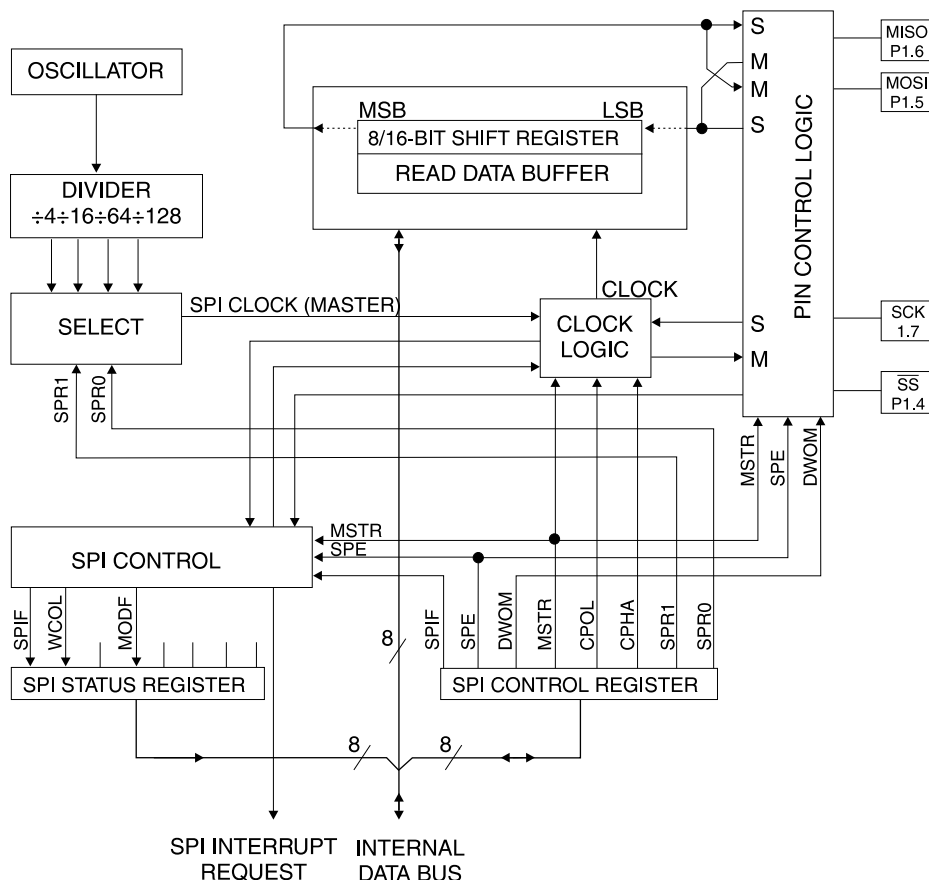 OSCILLATOR
DIVIDER
÷4÷16÷64÷128
SELECT
SPI CLOCK (MASTER)
SPR1
SPR0
MSB
LSB
8/16-BIT SHIFT REGISTER
READ DATA BUFFER
CLOCK
CLOCK
LOGIC
S
M
M
S
S
M
PIN CONTROL LOGIC
MISO
P1.6
MOSI
P1.5
SCK
1.7
SS
P1.4
MSTR
SPE
DWOM
SPI CONTROL
MSTR
SPE
SPIF
WCOL
MODF
SPI STATUS REGISTER
SPIF
SPE
DWOM
MSTR
CPOL
CPHA
SPR1
SPR0
SPI CONTROL REGISTER
8
8
8
SPI INTERRUPT
REQUEST
INTERNAL
DATA BUS